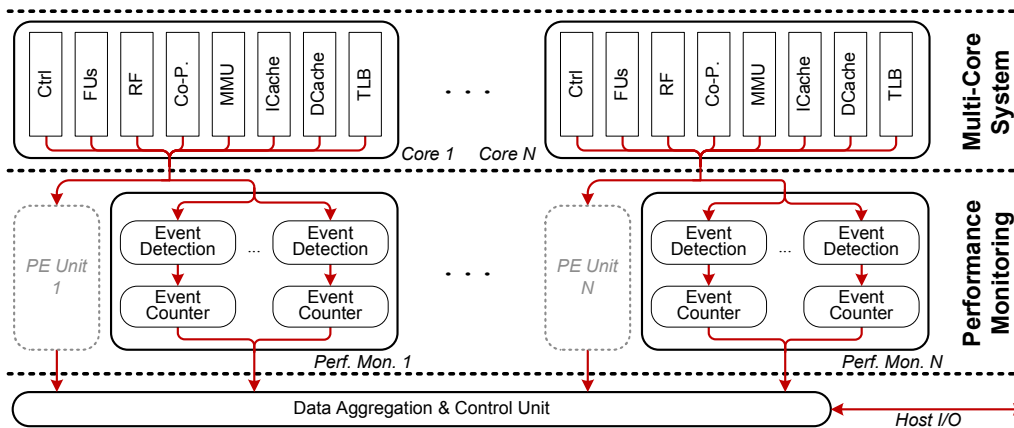 Ctrl
FUs
RF
Co-P.
MMU
ICache
DCache
TLB
. . .
Ctrl
FUs
RF
Co-P.
MMU
ICache
DCache
TLB
Multi-Core
System
Core 1
Core N
PE Unit
1
Event
Detection
...
Event
Detection
Event
Counter
Event
Counter
Perf. Mon. 1
. . .
PE Unit
N
Event
Detection
...
Event
Detection
Event
Counter
Event
Counter
Perf. Mon. N
Performance
Monitoring
Data Aggregation & Control Unit
Host I/O